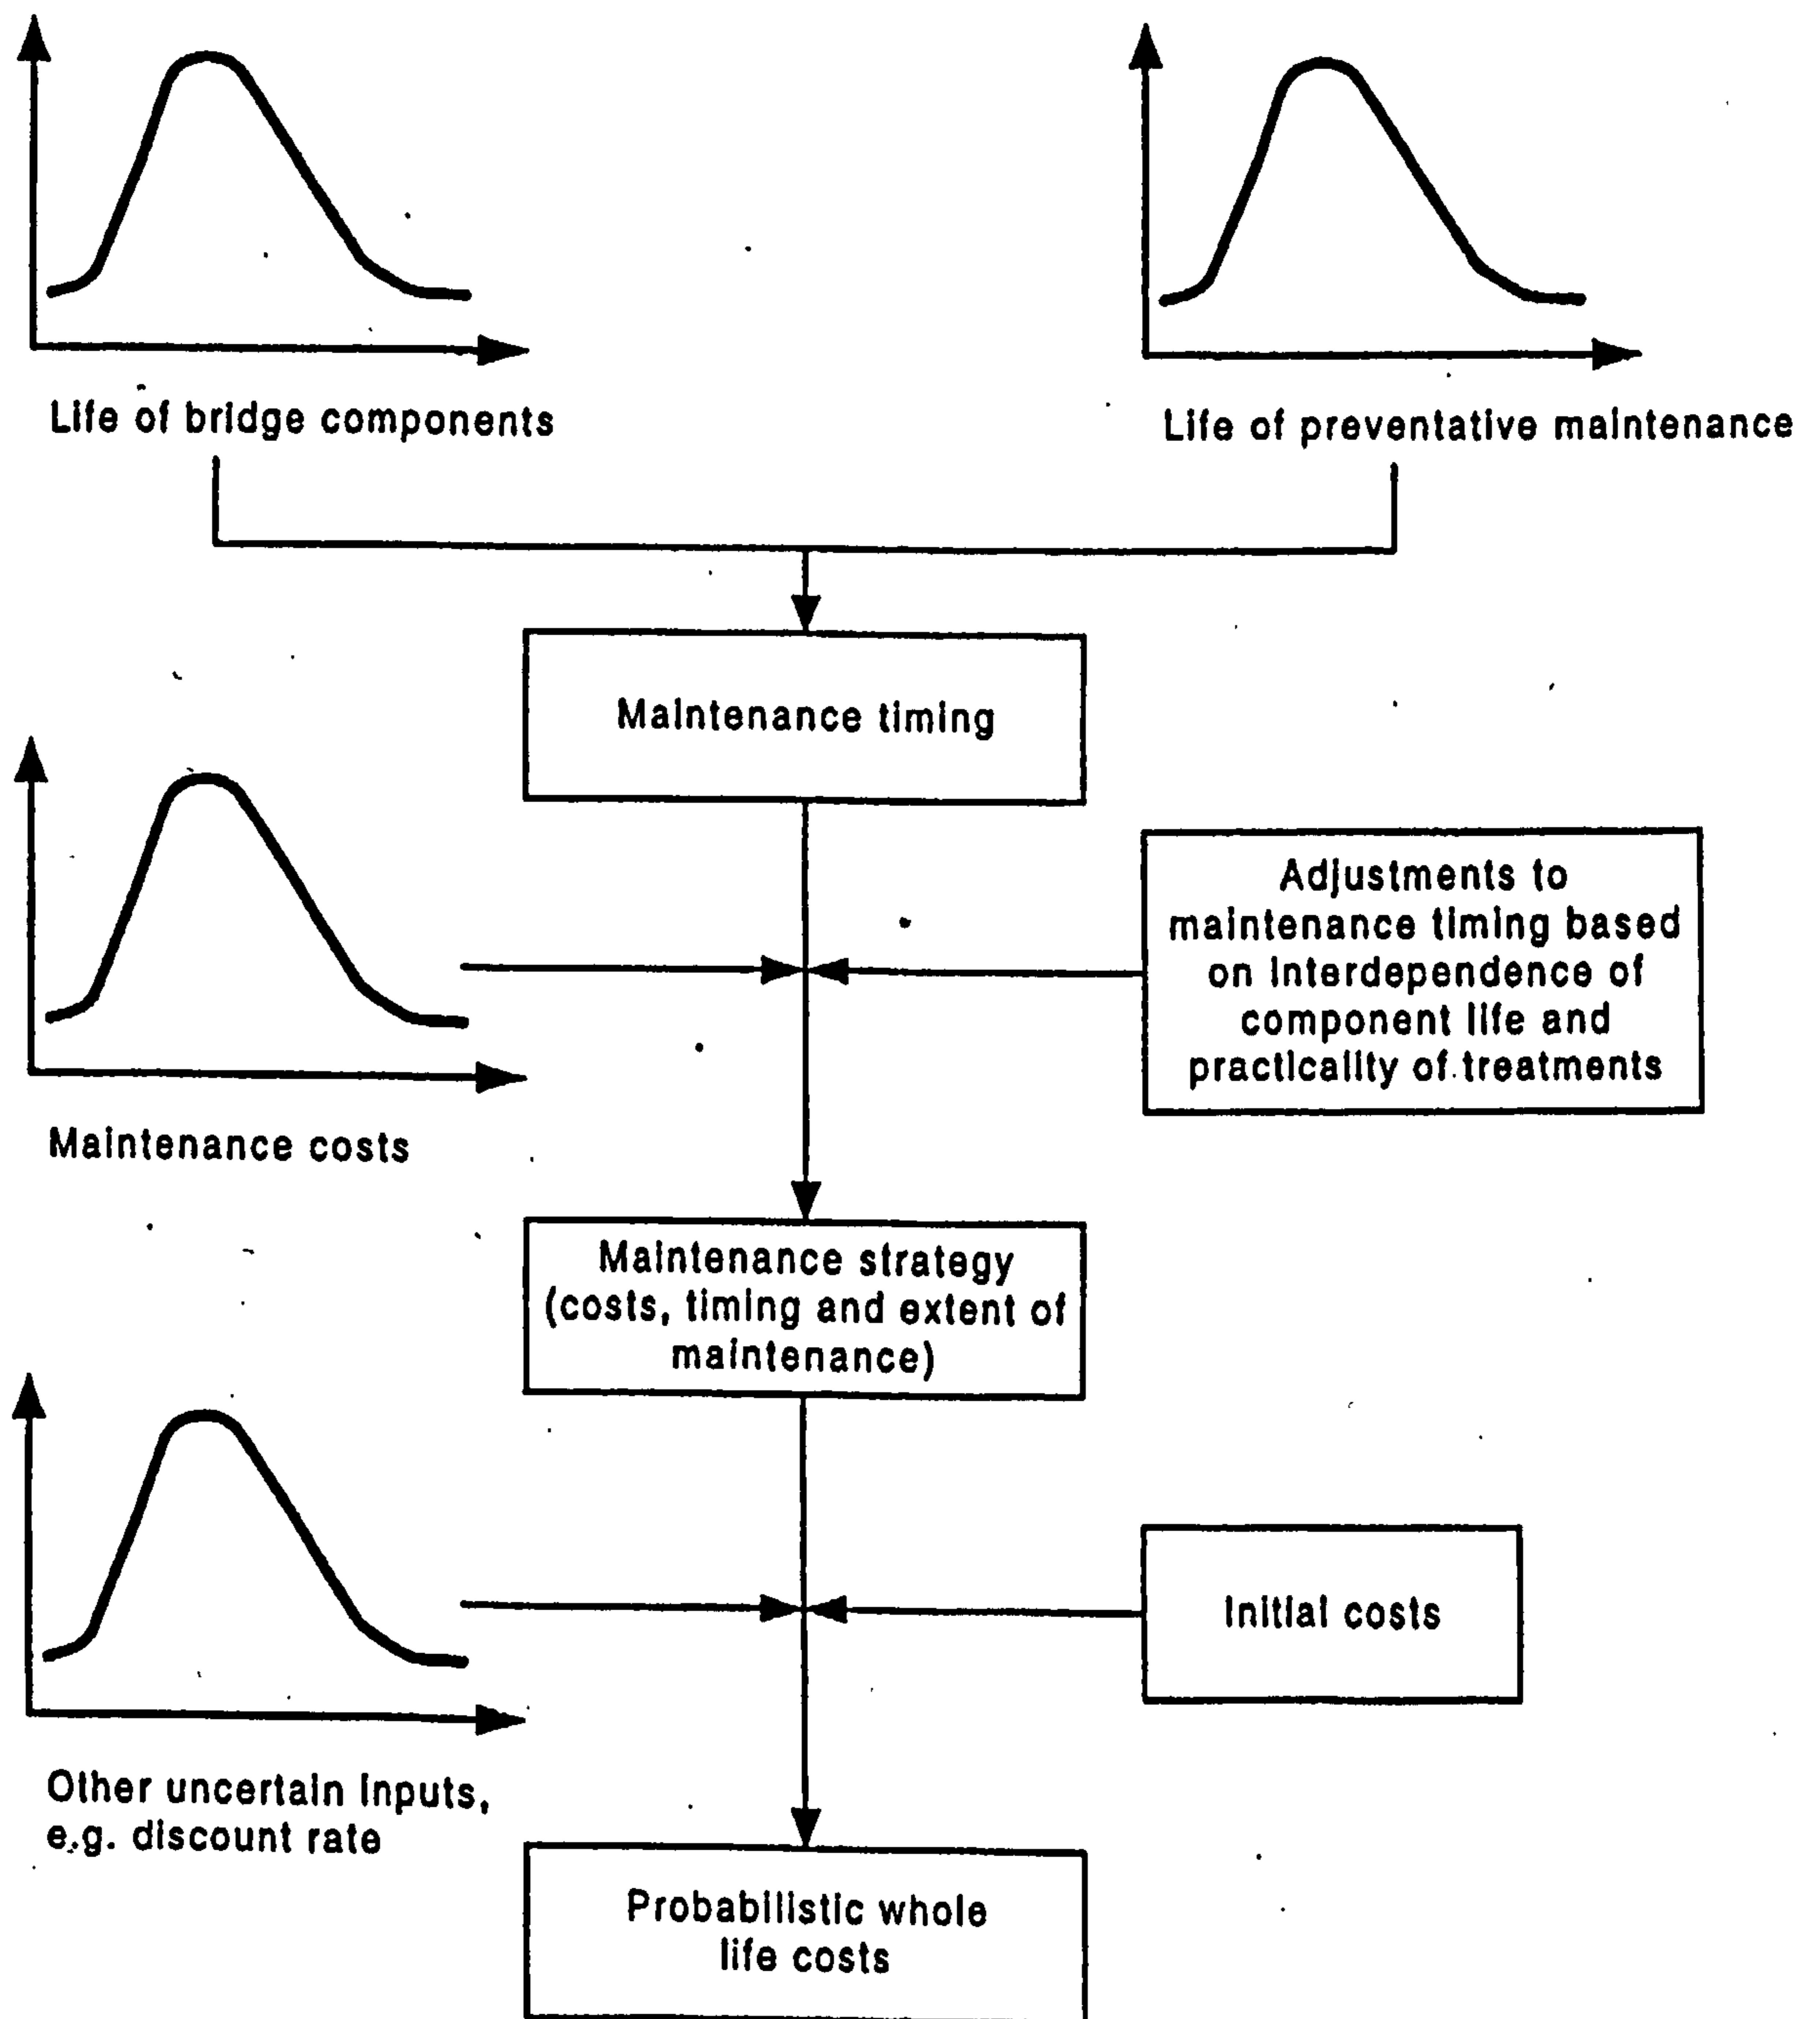 Life of bridge components
Life of preventative maintenance
Maintenance timing
Adjustments to
maintenance timing based
on interdependence of
component life and
practicality of treatments
Maintenance costs
Maintenance strategy
(costs, timing and extent of
maintenance)
Initial costs
Other uncertain inputs,
e.g. discount rate
Probabilistic whole
life costs